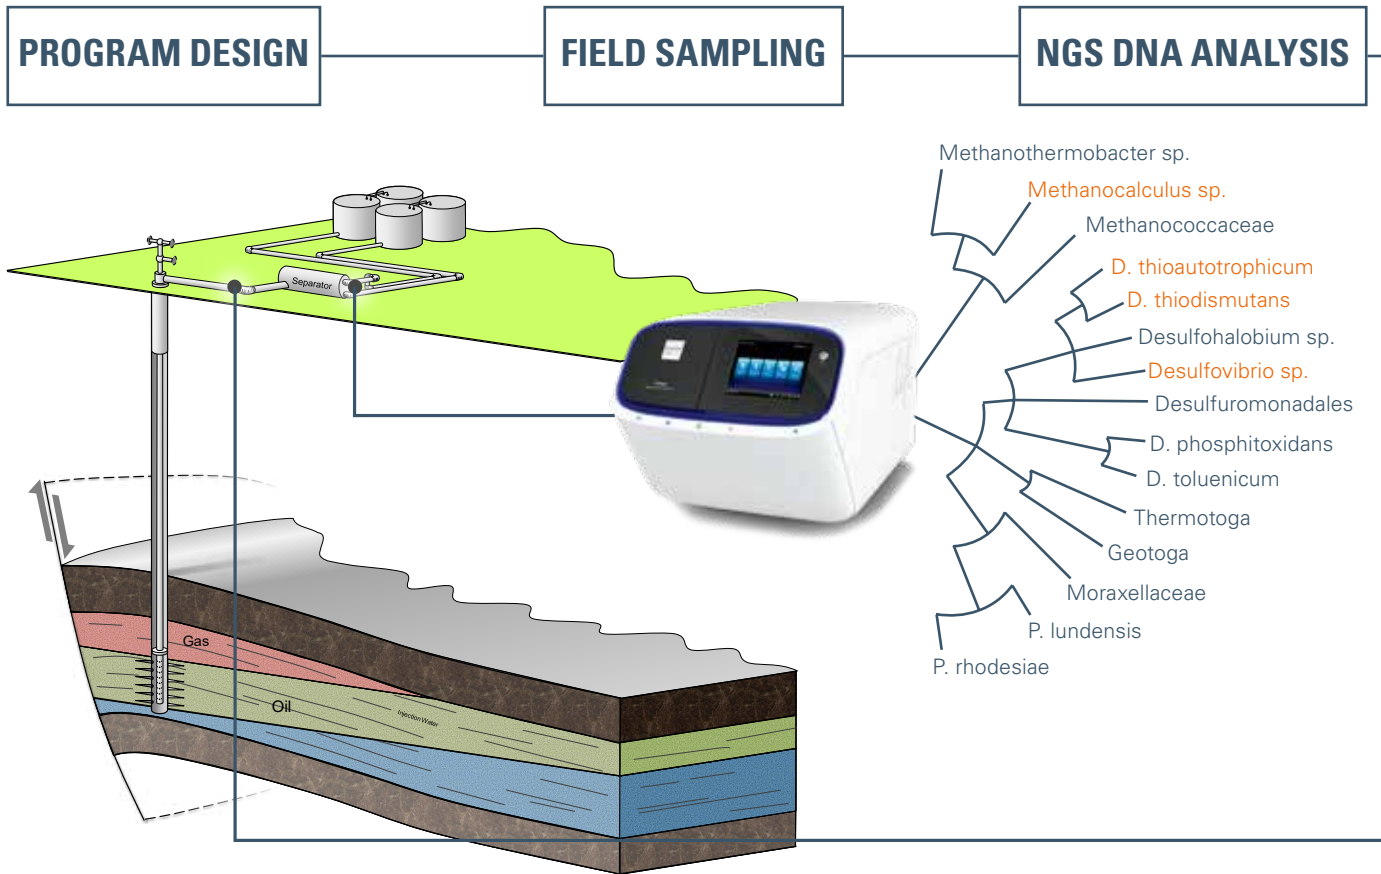 PROGRAM DESIGN
FIELD SAMPLING
NGS DNA ANALYSIS
Methanothermobacter sp.
Methanocalculus sp.
Methanococcaceae
D. thioautotrophicum
D. thiodismutans
Desulfohalobium sp.
Desulfovibrio sp.
Desulfuromonadales
D. phosphitoxidans
D. toluenicum
Thermotoga
Geotoga
Moraxellaceae
P. lundensis
P. rhodesiae
Separator
Gas
Oil
Injection Water